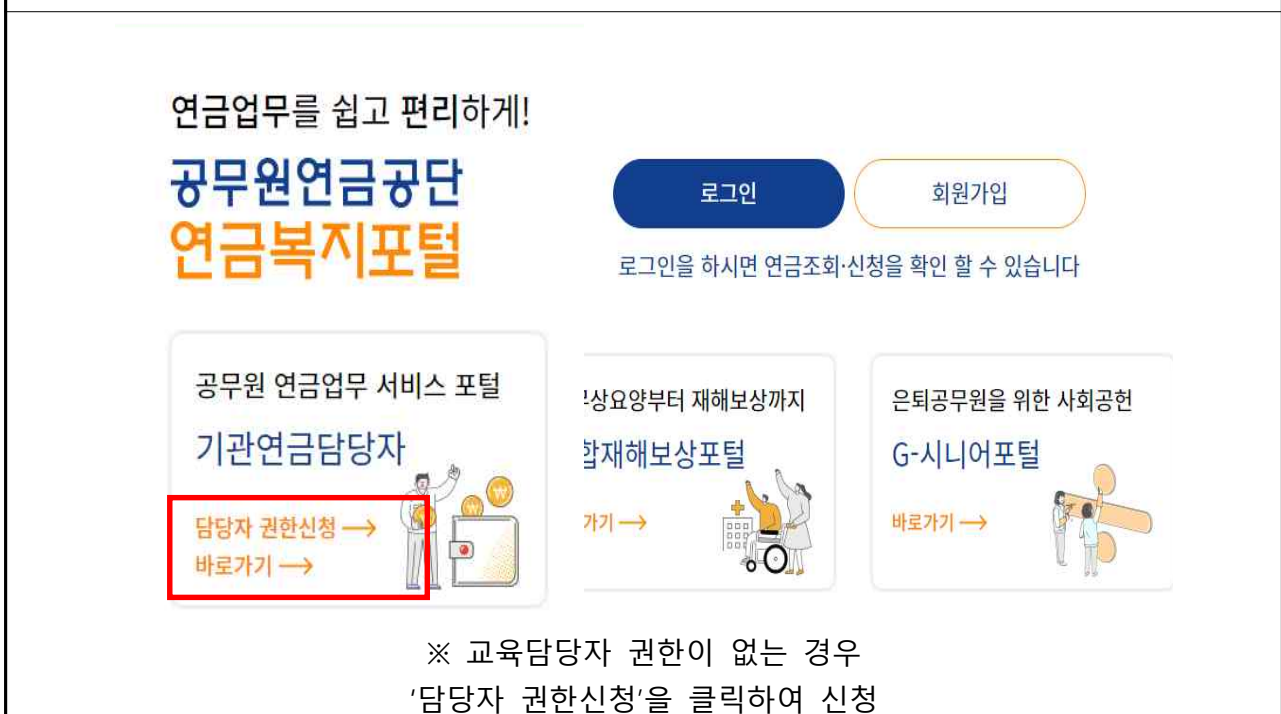 연금업무를 쉽고 편리하게!
공무원연금공단
연금복지포털
로그인
회원가입
로그인을 하시면 연금조회·신청을 확인 할 수 있습니다
공무원 연금업무 서비스 포털
기관연금담당자
담당자 권한신청 →
바로가기 →
상요양부터 재해보상까지
합재해보상포털
가기 →
은퇴공무원을 위한 사회공헌
G-시니어포털
바로가기 →
※ 교육담당자 권한이 없는 경우
'담당자 권한신청'을 클릭하여 신청